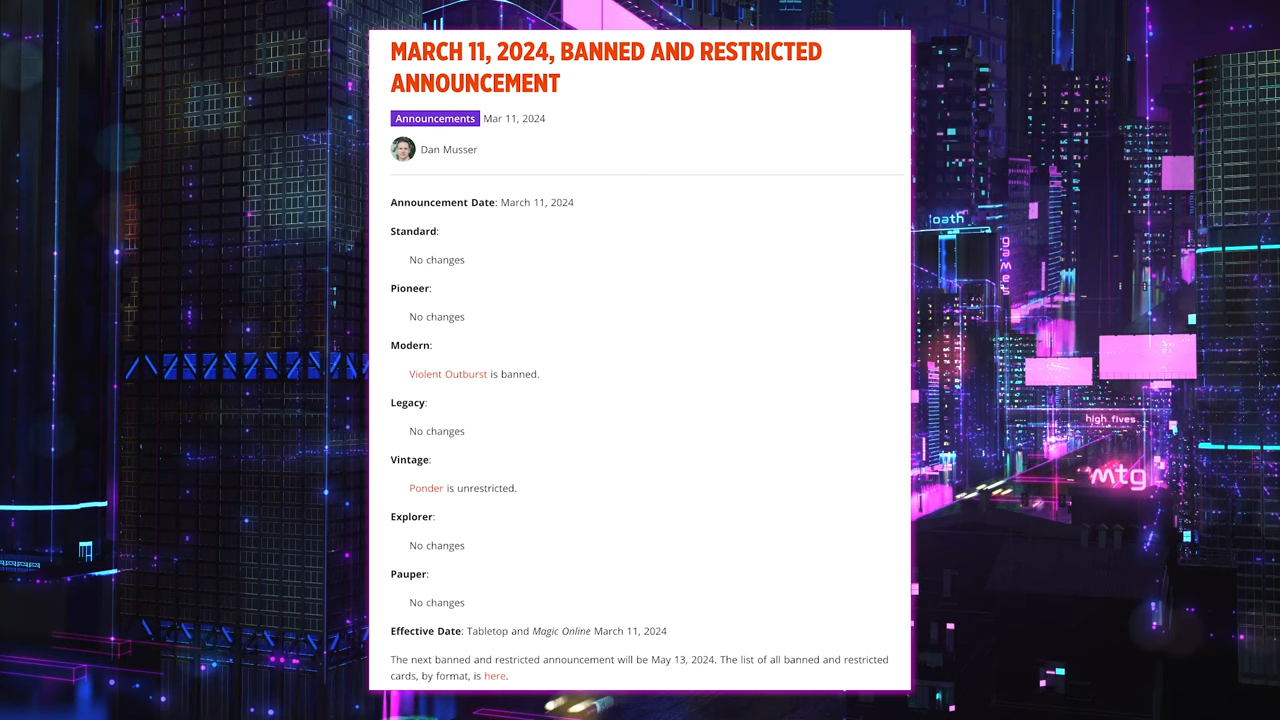 MARCH 11, 2024, BANNED AND RESTRICTED
ANNOUNCEMENT
Announcements Mar 11, 2024
Dan Musser
Announcement Date: March 11, 2024
Standard:
No changes
Pioneer:
No changes
Modern:
Violent Outburst is banned.
Legacy:
No changes
Vintage:
Ponder is unrestricted.
Explorer:
No changes
Pauper:
No changes
Effective Date: Tabletop and Magic Online March 11, 2024
The next banned and restricted announcement will be May 13, 2024. The list of all banned and restricted
cards, by format, is here.
oath
games
high fives
mtg